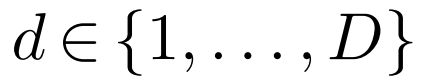 d ∈ {1, . . . , D}